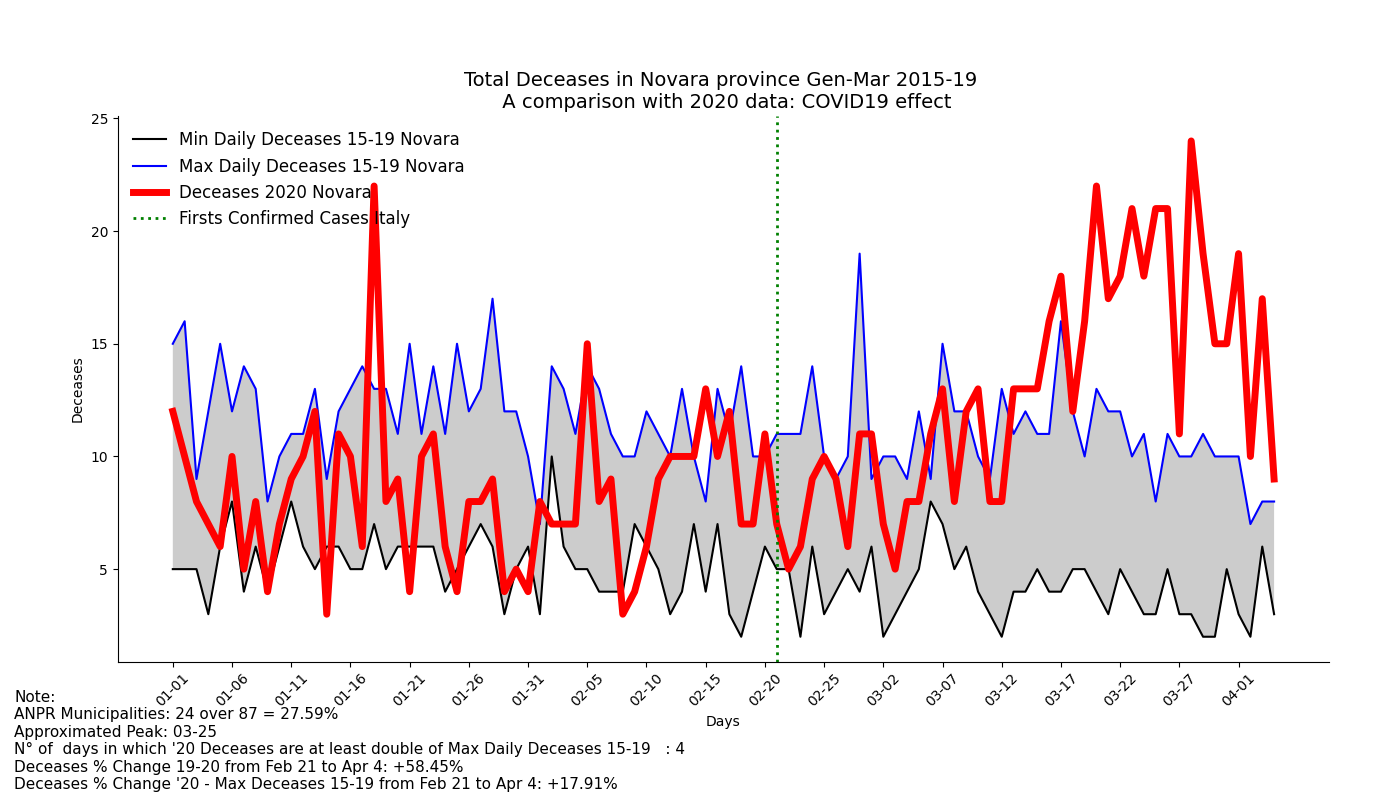 Total Deceases in Novara province Gen-Mar 2015-19
A comparison with 2020 data: COVID19 effect
25
20
15
10
5
Deceases
Min Daily Deceases 15-19 Novara
Max Daily Deceases 15-19 Novara
Deceases 2020 Novara
Firsts Confirmed Cases Italy
01-01
01-06
01-11
01-16
01-21
01-26
01-31
02-05
02-10
02-15
02-20
02-25
03-02
03-07
03-12
03-17
03-22
03-27
04-01
Days
Note:
ANPR Municipalities: 24 over 87 = 27.59%
Approximated Peak: 03-25
N° of  days in which '20 Deceases are at least double of Max Daily Deceases 15-19   : 4
Deceases % Change 19-20 from Feb 21 to Apr 4: +58.45%
Deceases % Change '20 - Max Deceases 15-19 from Feb 21 to Apr 4: +17.91%